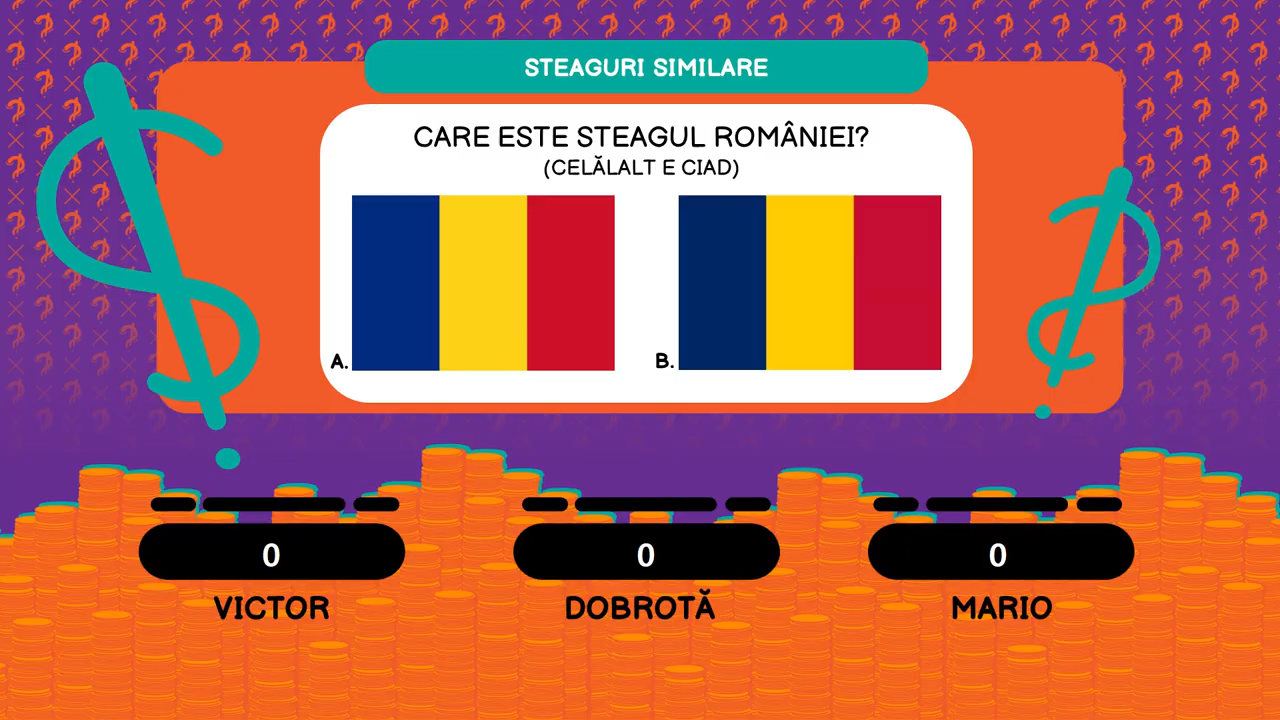 STEAGURI SIMILARE
CARE ESTE STEAGUL ROMÂNIEI?
(CELĂLALT E CIAD)
A.
B.
0
0
0
VICTOR
DOBROTĂ
MARIO